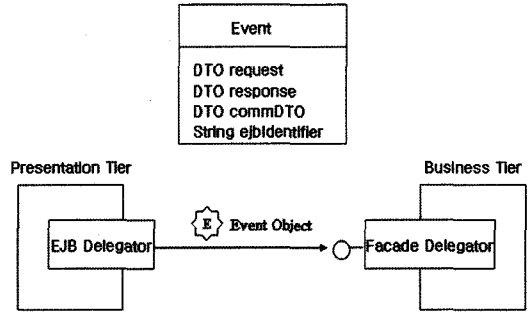 Event
DTO request
DTO response
DTO commDTO
String ejbIdentifier
Presentation Tier
Business Tier
E
Event Object
EJB Delegator
Facade Delegator